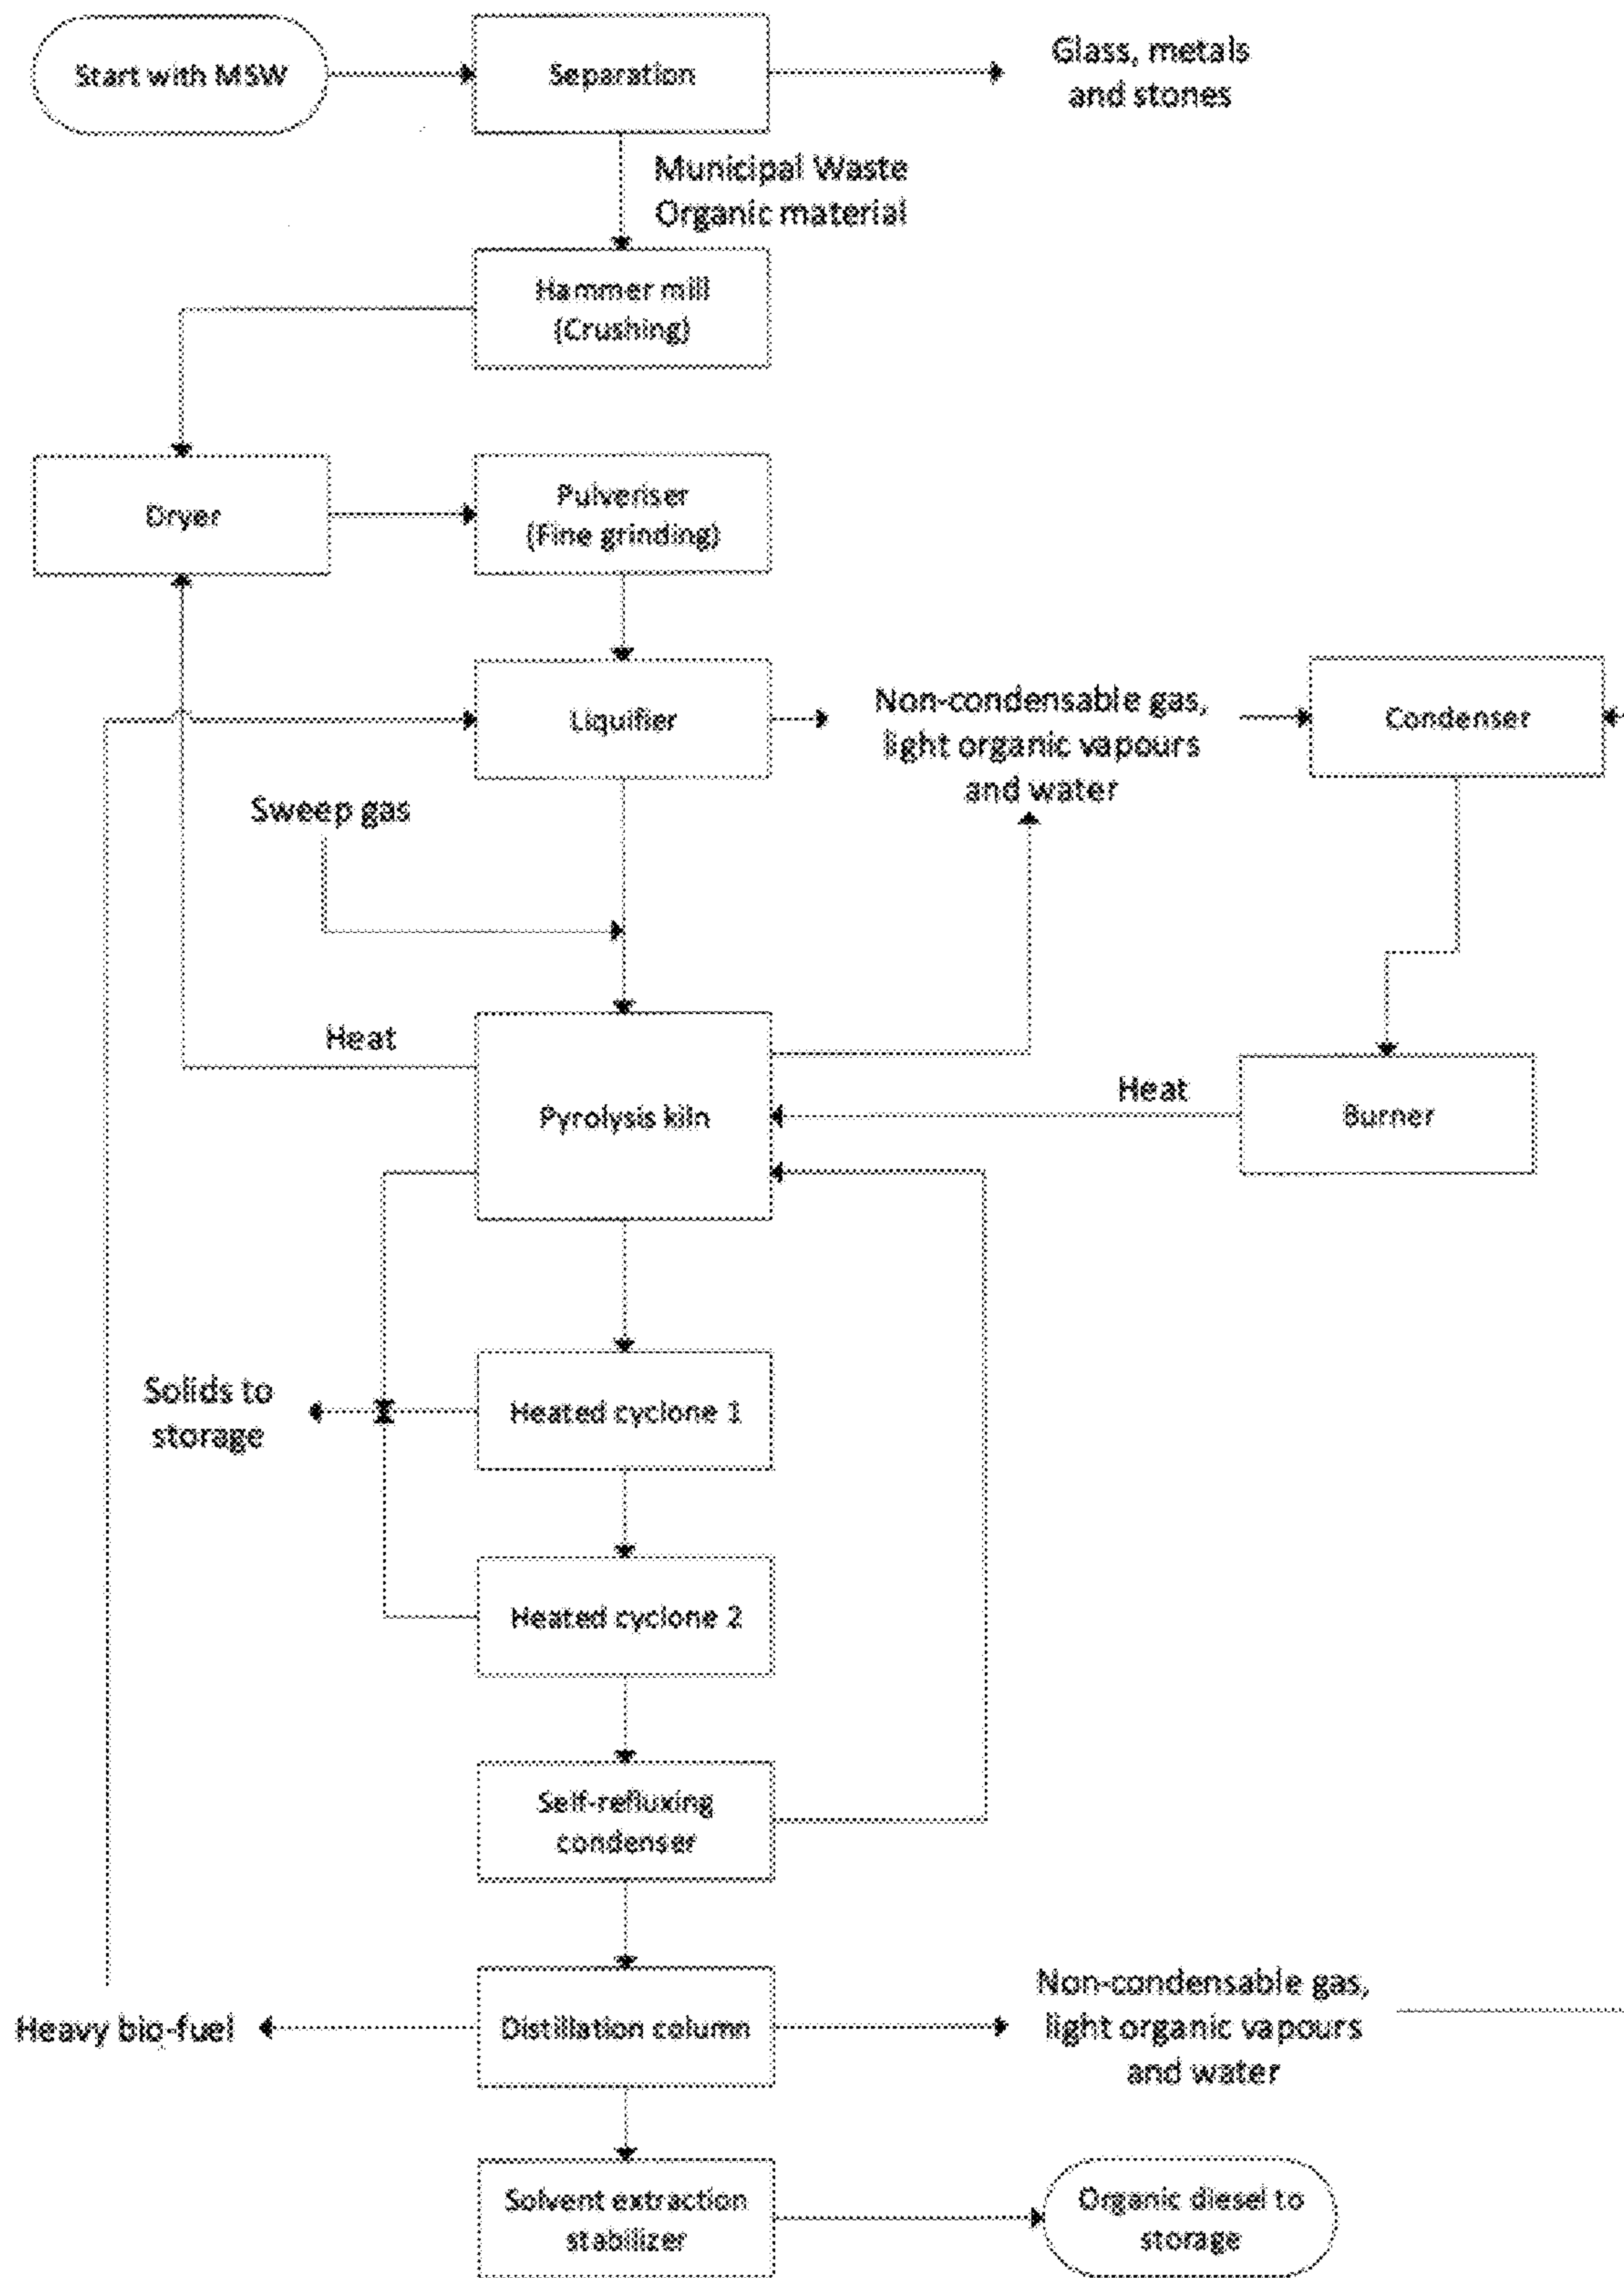 Start with MSW
Separation
Glass, metals
and stones
Municipal Waste
Organic material
Hammer mill
(Crushing)
Dryer
Pulveriser
(Fine grinding)
Liquifier
Non-condensable gas,
light organic vapours
and water
Condenser
Sweep gas
Heat
Pyrolysis kiln
Heat
Burner
Solids to
storage
Heated cyclone 1
Heated cyclone 2
Self-refluxing
condenser
Heavy bio-fuel
Distillation column
Non-condensable gas,
light organic vapours
and water
Solvent extraction
stabilizer
Organic diesel to
storage